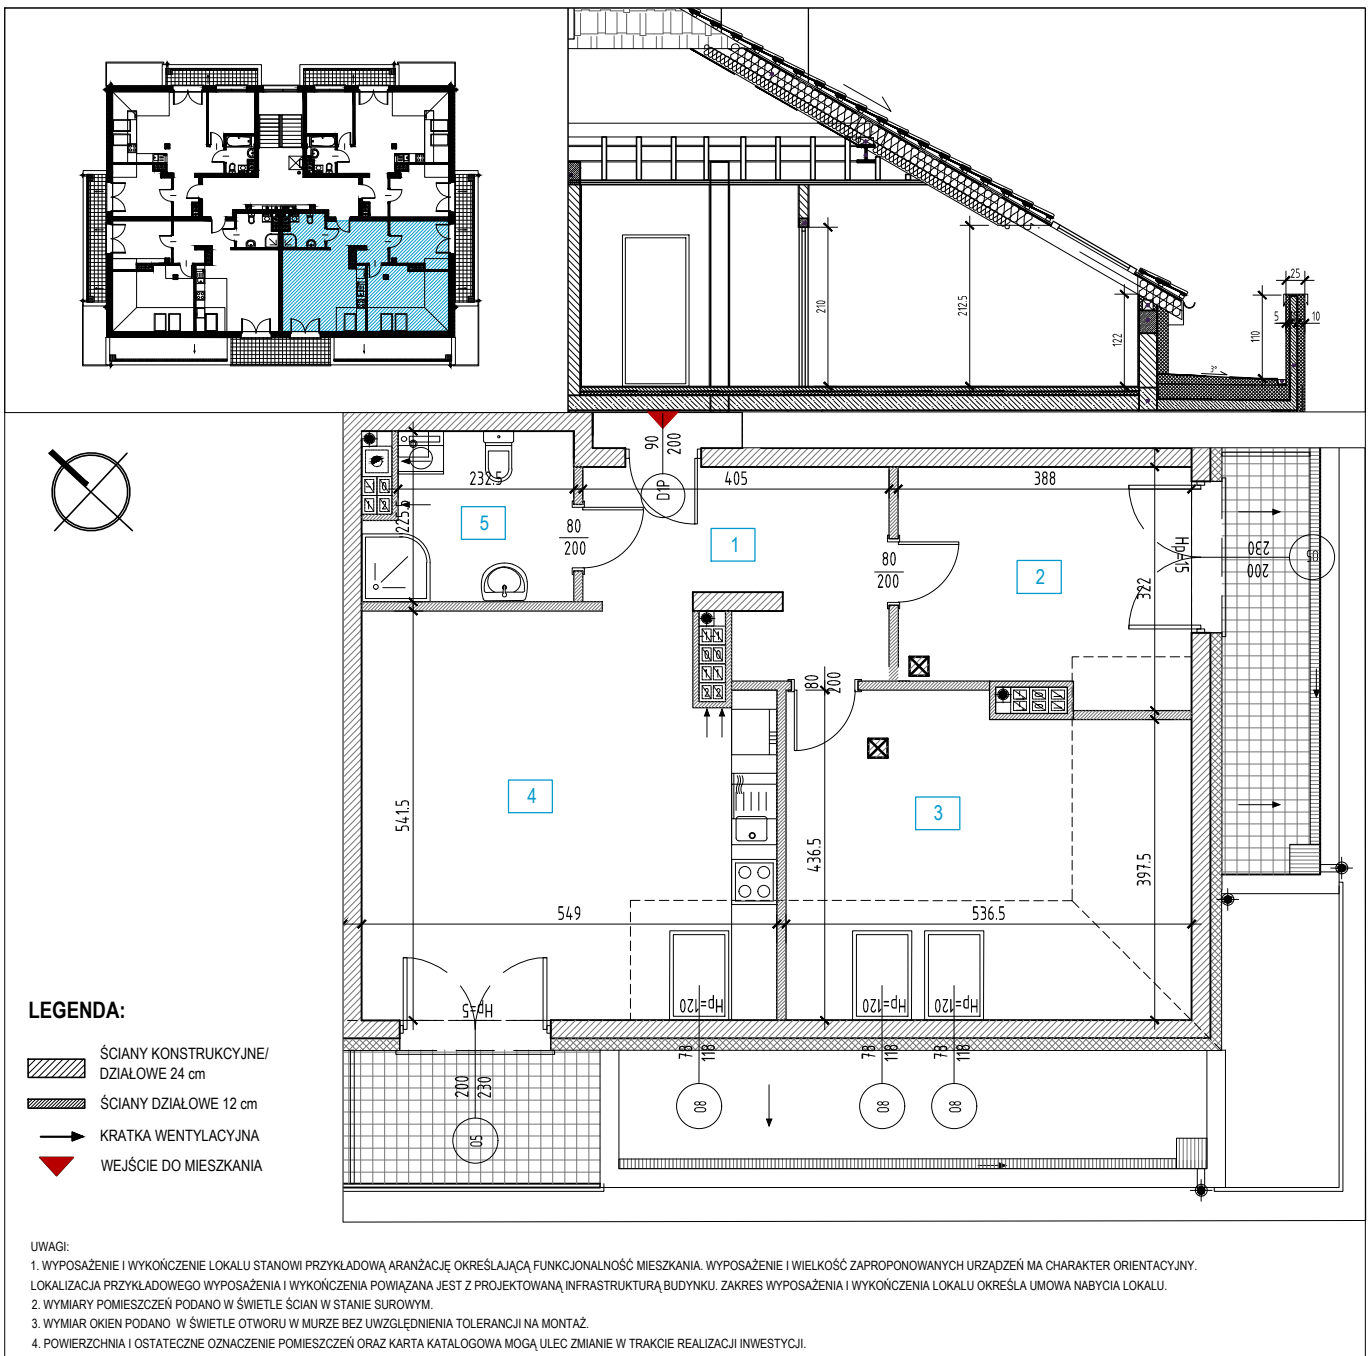 210
212.5
122
110
25
5
10
3°
90
200
D1P
232.5
405
388
225.5
5
80
200
1
80
200
2
Hp=15
322
230
200
05
80
200
4
541.5
3
436.5
397.5
549
536.5
Hp=5
Hp=120
Hp=120
Hp=120
200
230
05
78
118
08
78
118
08
78
118
08
LEGENDA:
ŚCIANY KONSTRUKCYJNE/
DZIAŁOWE 24 cm
ŚCIANY DZIAŁOWE 12 cm
KRATKA WENTYLACYJNA
WEJŚCIE DO MIESZKANIA
UWAGI:
1. WYPOSAŻENIE I WYKOŃCZENIE LOKALU STANOWI PRZYKŁADOWĄ ARANŻACJĘ OKREŚLAJĄCĄ FUNKCJONALNOŚĆ MIESZKANIA. WYPOSAŻENIE I WIELKOŚĆ ZAPROPONOWANYCH URZĄDZEŃ MA CHARAKTER ORIENTACYJNY.
LOKALIZACJA PRZYKŁADOWEGO WYPOSAŻENIA I WYKOŃCZENIA POWIĄZANA JEST Z PROJEKTOWANĄ INFRASTRUKTURĄ BUDYNKU. ZAKRES WYPOSAŻENIA I WYKOŃCZENIA LOKALU OKREŚLA UMOWA NABYCIA LOKALU.
2. WYMIARY POMIESZCZEŃ PODANO W ŚWIETLE ŚCIAN W STANIE SUROWYM.
3. WYMIAR OKIEN PODANO W ŚWIETLE OTWORU W MURZE BEZ UWZGLĘDNIENIA TOLERANCJI NA MONTAŻ.
4. POWIERZCHNIA I OSTATECZNE OZNACZENIE POMIESZCZEŃ ORAZ KARTA KATALOGOWA MOGĄ ULEC ZMIANIE W TRAKCIE REALIZACJI INWESTYCJI.